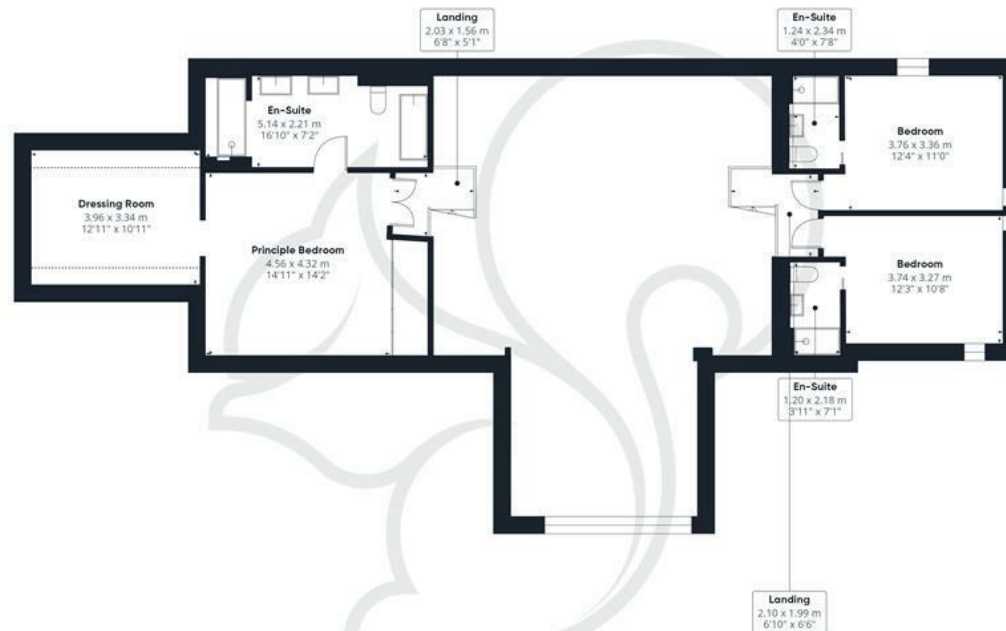 Landing
2.03 x 1.56 m
6'8" x 5'1"
En-Suite
1.24 x 2.34 m
4'0" x 7'8"
En-Suite
5.14 x 2.21 m
16'10" x 7'2"
Bedroom
3.76 x 3.36 m
12'4" x 11'0"
Dressing Room
3.96 x 3.34 m
12'11" x 10'11"
Principle Bedroom
4.56 x 4.32 m
14'11" x 14'2"
Bedroom
3.74 x 3.27 m
12'3" x 10'8"
En-Suite
1.20 x 2.18 m
3'11" x 7'1"
Landing
2.10 x 1.99 m
6'10" x 6'6"